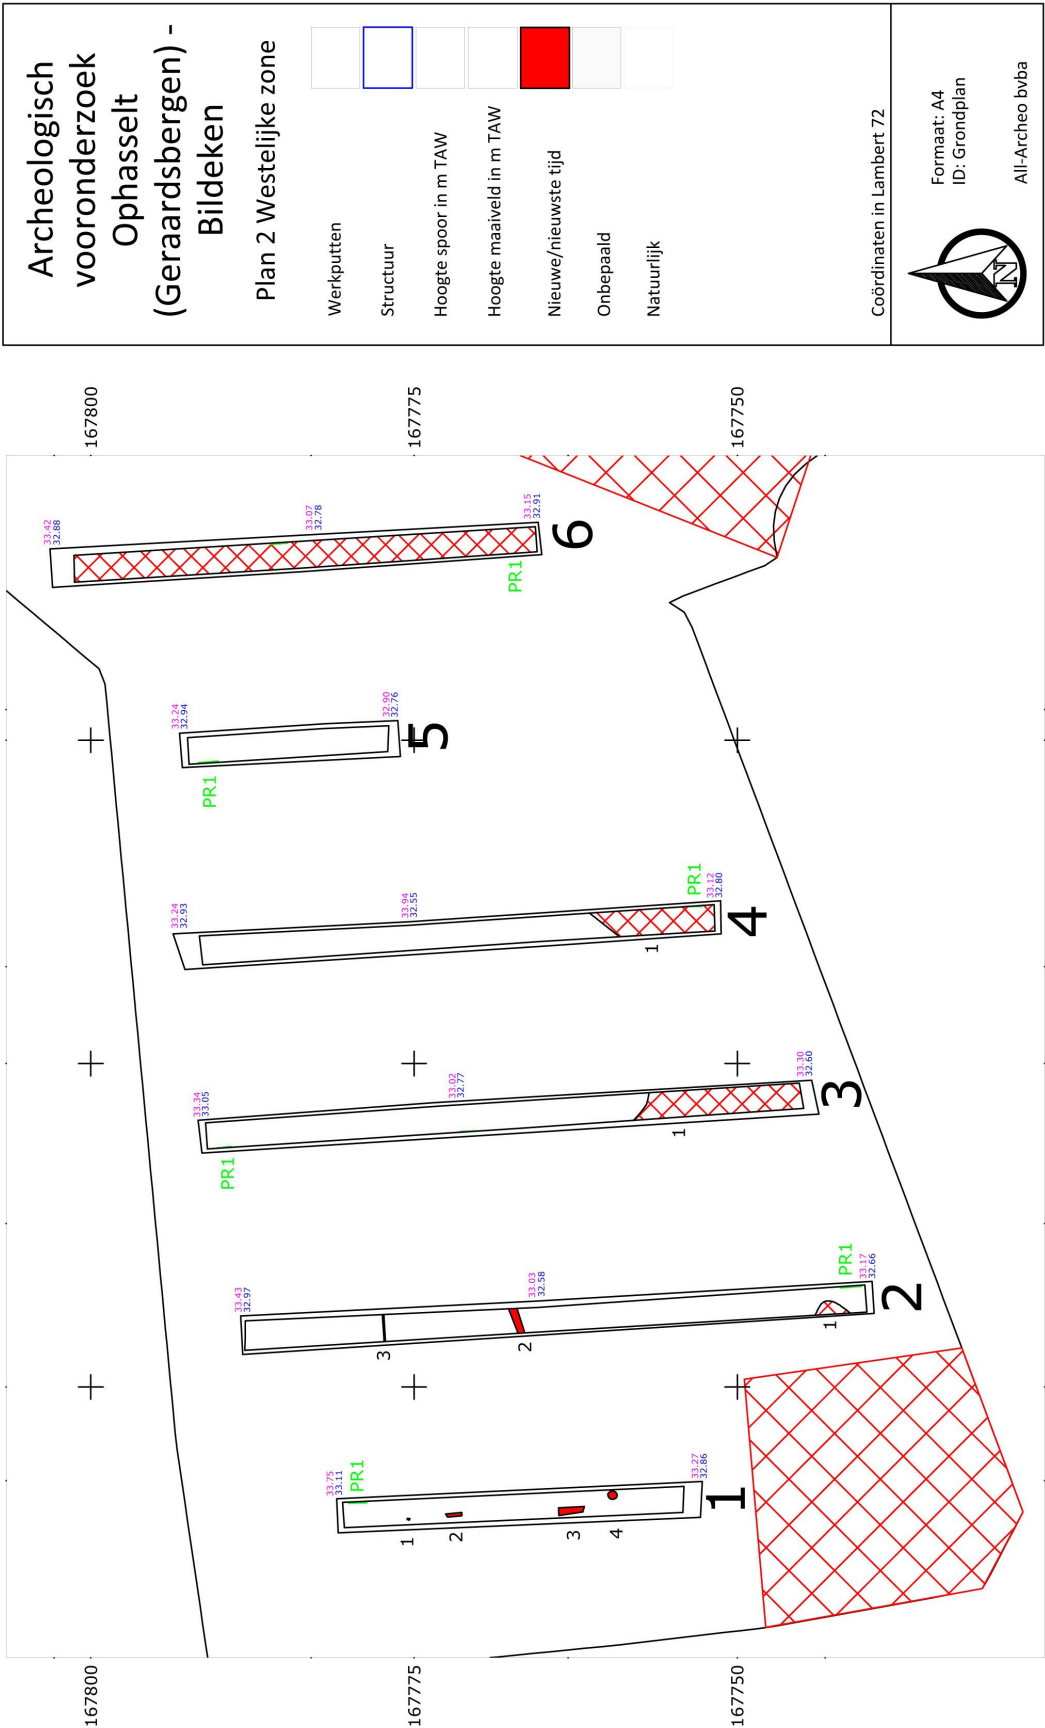 Archeologisch
vooronderzoek
Ophasselt
(Geraardsbergen) -
Bildeken
Plan 2 Westelijke zone
Werkputten
Structuur
Hoogte spoor in m TAW
Hoogte maaiveld in m TAW
Nieuwe/nieuwste tijd
Onbepaald
Natuurlijk
Coördinaten in Lambert 72
Formaat: A4
ID: Grondplan
All-Archeo bvba
N
167800
167775
167750
33.42
32.88
33.07
32.78
33.15
32.91
PR1
6
33.24
32.94
32.90
32.76
PR1
5
33.24
32.93
33.94
32.55
PR1
33.12
32.80
1
4
33.34
33.05
33.02
32.77
33.30
32.60
PR1
1
3
33.43
32.97
33.03
32.58
PR1
33.17
32.66
3
2
1
2
33.75
33.11
PR1
33.27
32.86
1
2
3
4
1
167800
167775
167750